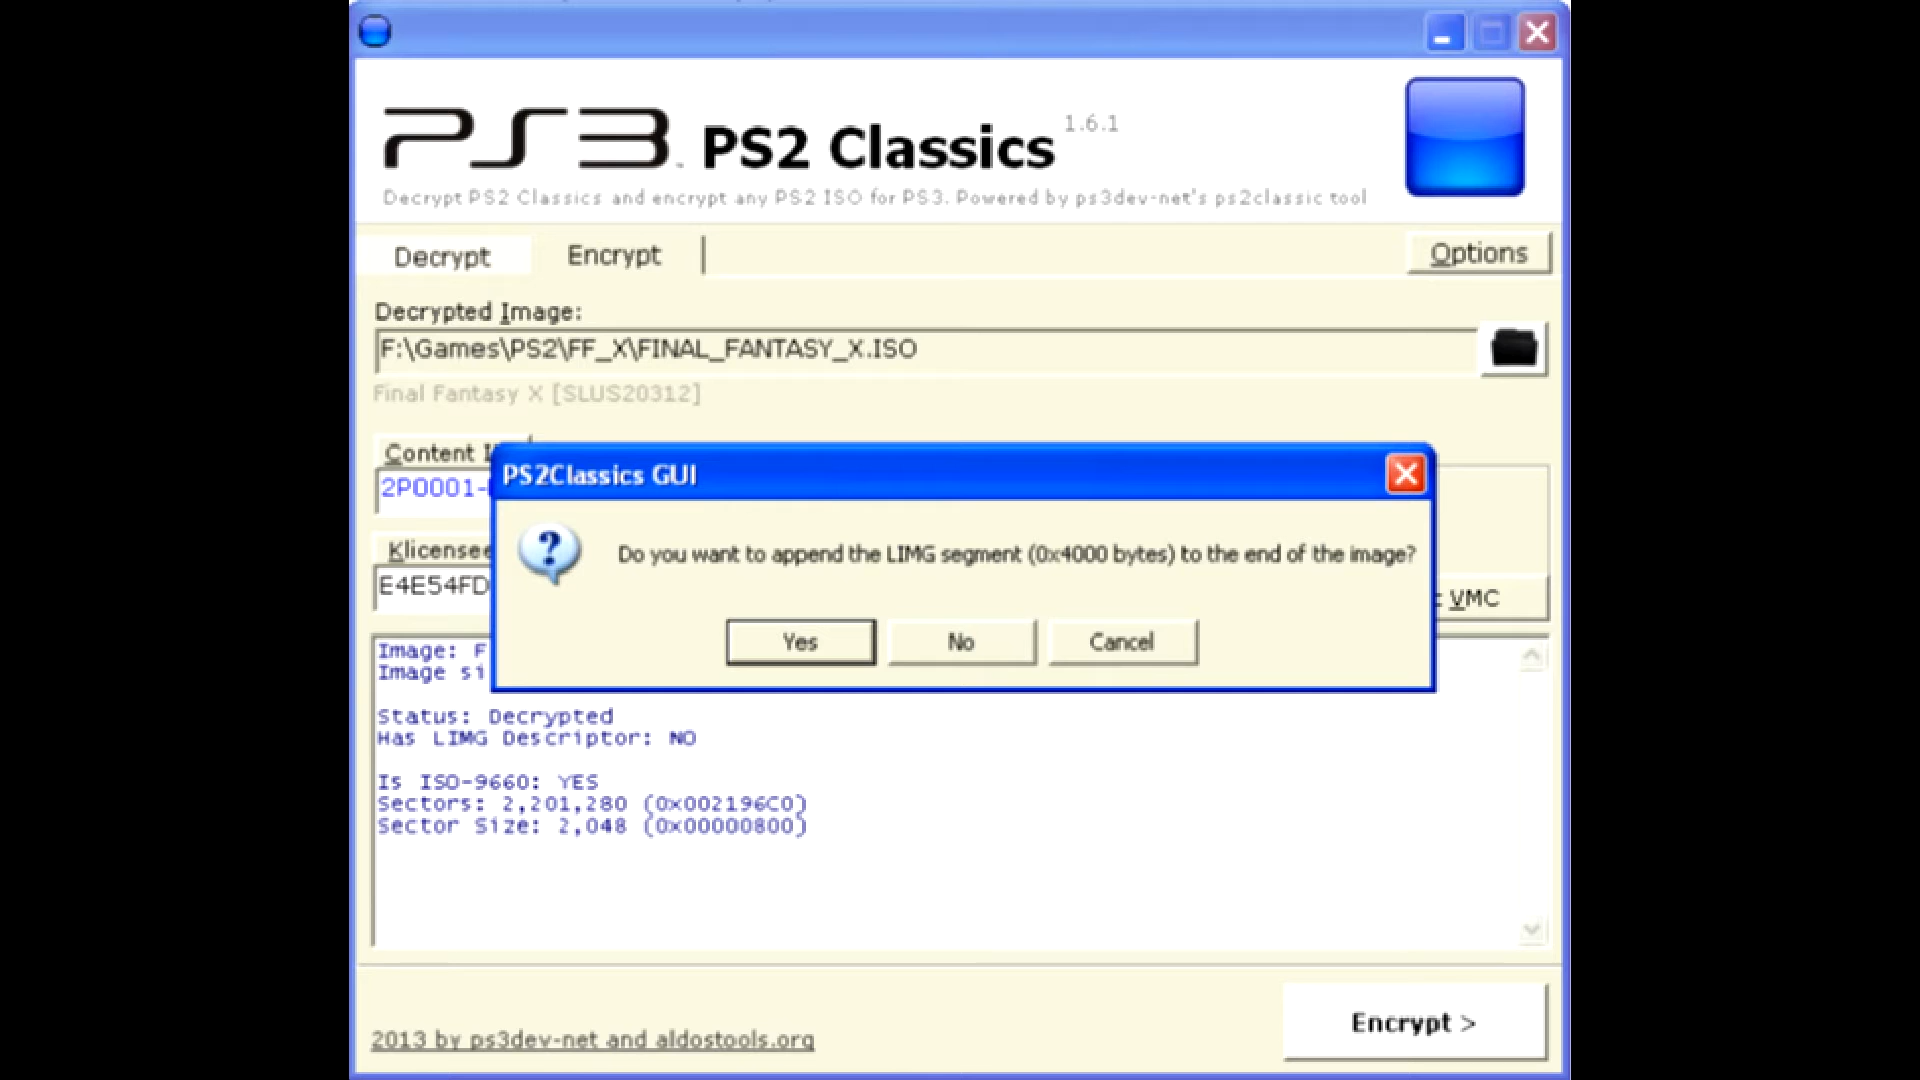 PS3 PS2 Classics 1.6.1
Decrypt PS2 Classics and encrypt any PS2 ISO for PS3. Powered by ps3dev-net's ps2classic tool
Decrypt Encrypt Options
Decrypted Image:
F:\Games\PS2\FF_X\FINAL_FANTASY_X.ISO
Final Fantasy X [SLUS20312]
Content
PS2Classics GUI
2P0001-
Do you want to append the LIMG segment (0x4000 bytes) to the end of the image?
Klicensee
E4E54FD
VMC
Yes No Cancel
Image: F
Image si
Status: Decrypted
Has LIMG Descriptor: NO
Is ISO-9660: YES
Sectors: 2,201,280 (0x002196C0)
Sector Size: 2,048 (0x00000800)
Encrypt >
2013 by ps3dev-net and aldostools.org